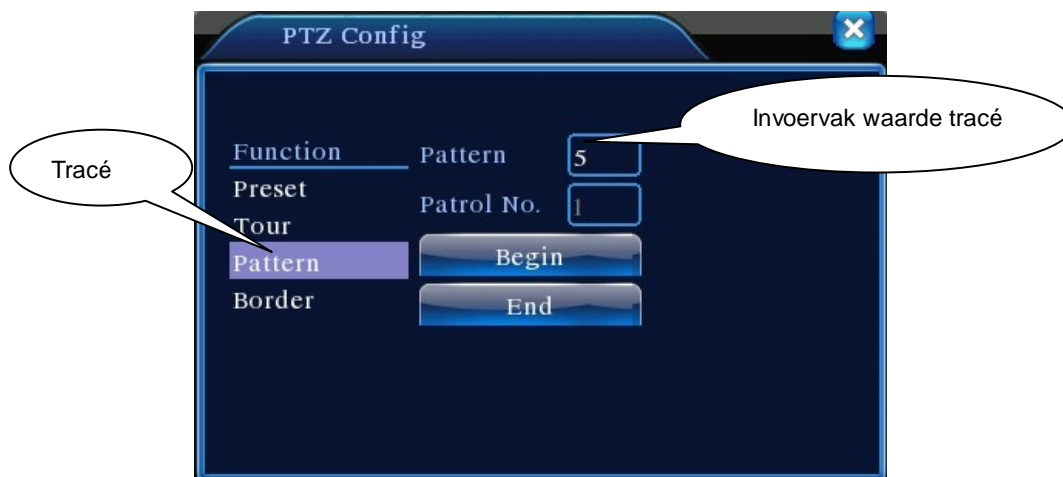 PTZ Config
Invoervak waarde tracé
Tracé
Function
Pattern
5
Preset
Patrol No.
1
Tour
Pattern
Begin
Border
End